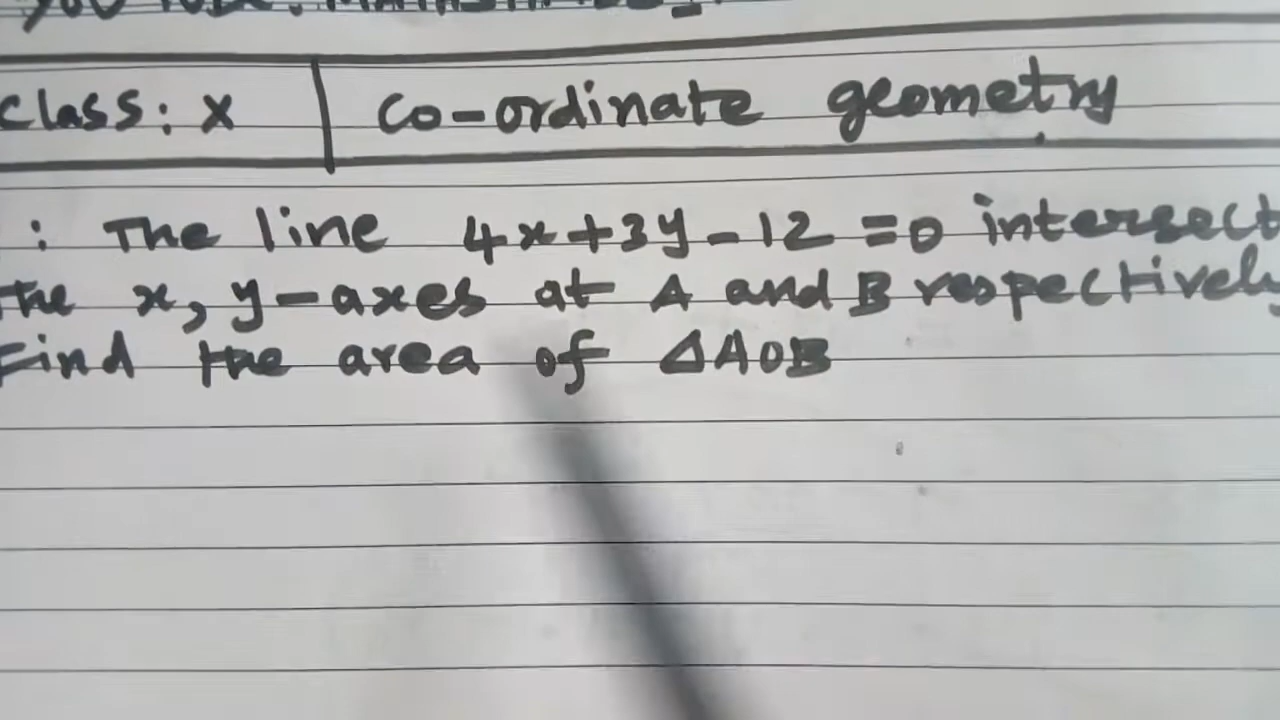 Class: X | Co-ordinate geometry
: The line 4x+3y-12=0 intersect
the x, y-axes at A and B respectively
Find the area of ΔAOB